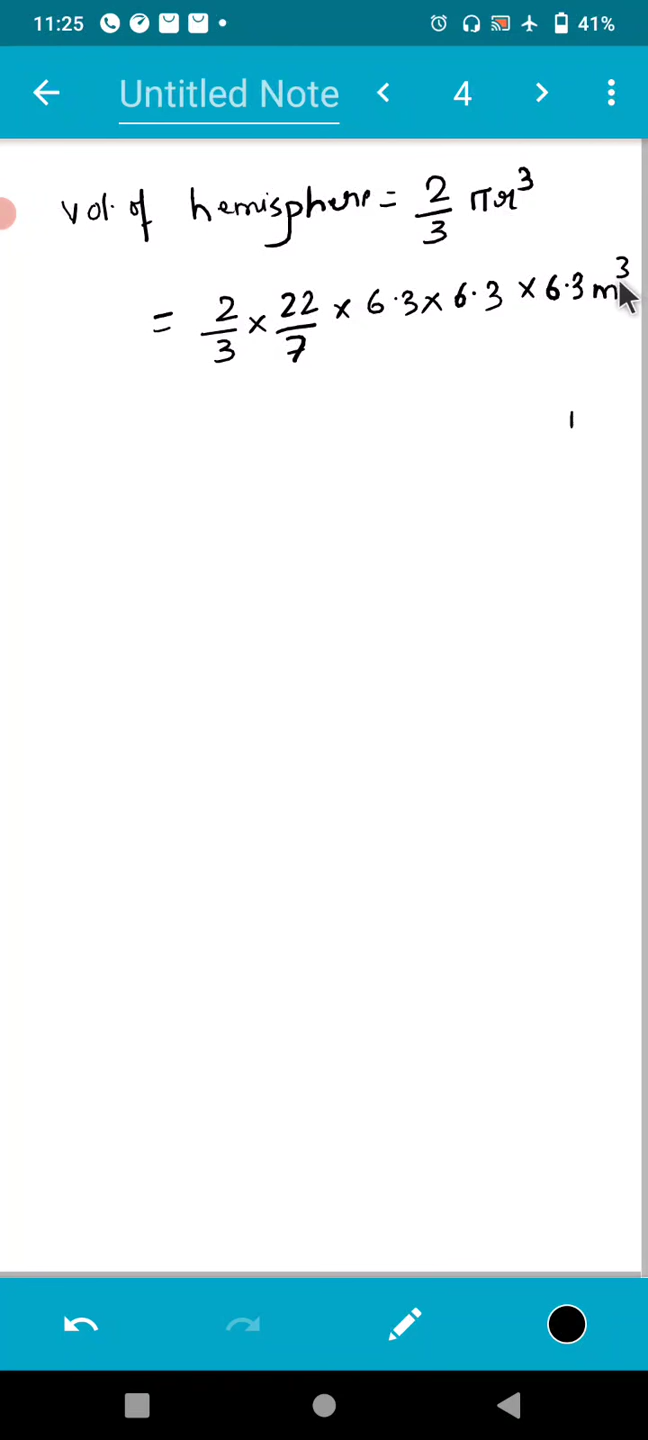 11:25 41%
Untitled Note 4
vol. of hemisphere = 2/3 πr³
= 2/3 × 22/7 × 6.3 × 6.3 × 6.3 m³